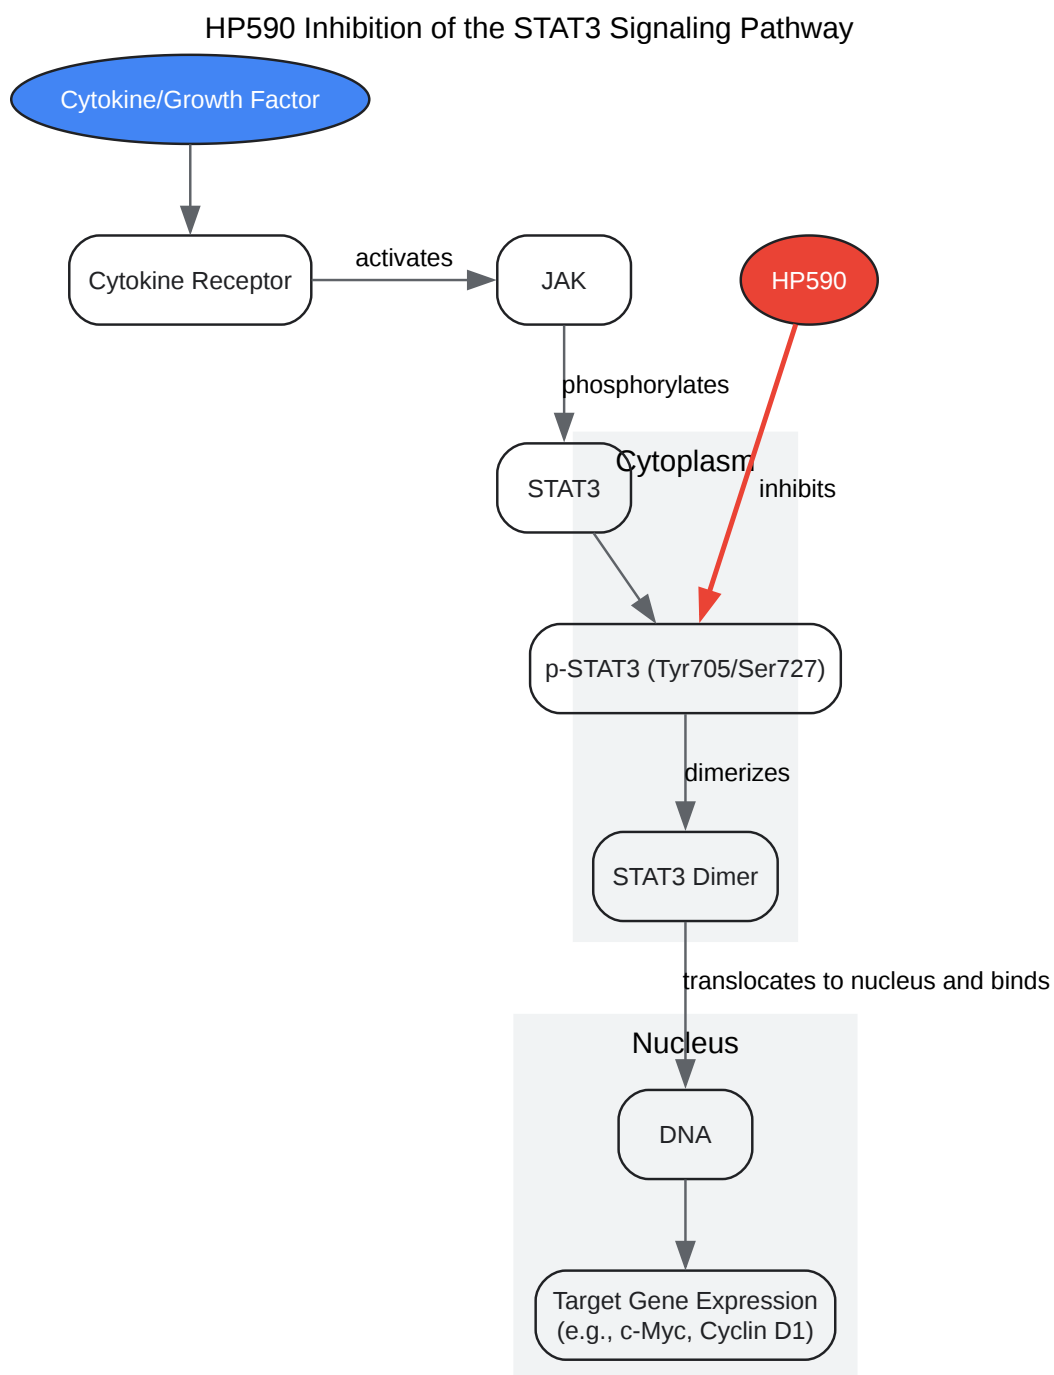 HP590 Inhibition of the STAT3 Signaling Pathway
Cytokine/Growth Factor
Cytokine Receptor
activates
JAK
HP590
phosphorylates
Cytoplasm
STAT3
inhibits
p-STAT3 (Tyr705/Ser727)
dimerizes
STAT3 Dimer
translocates to nucleus and binds
Nucleus
DNA
Target Gene Expression
(e.g., c-Myc, Cyclin D1)